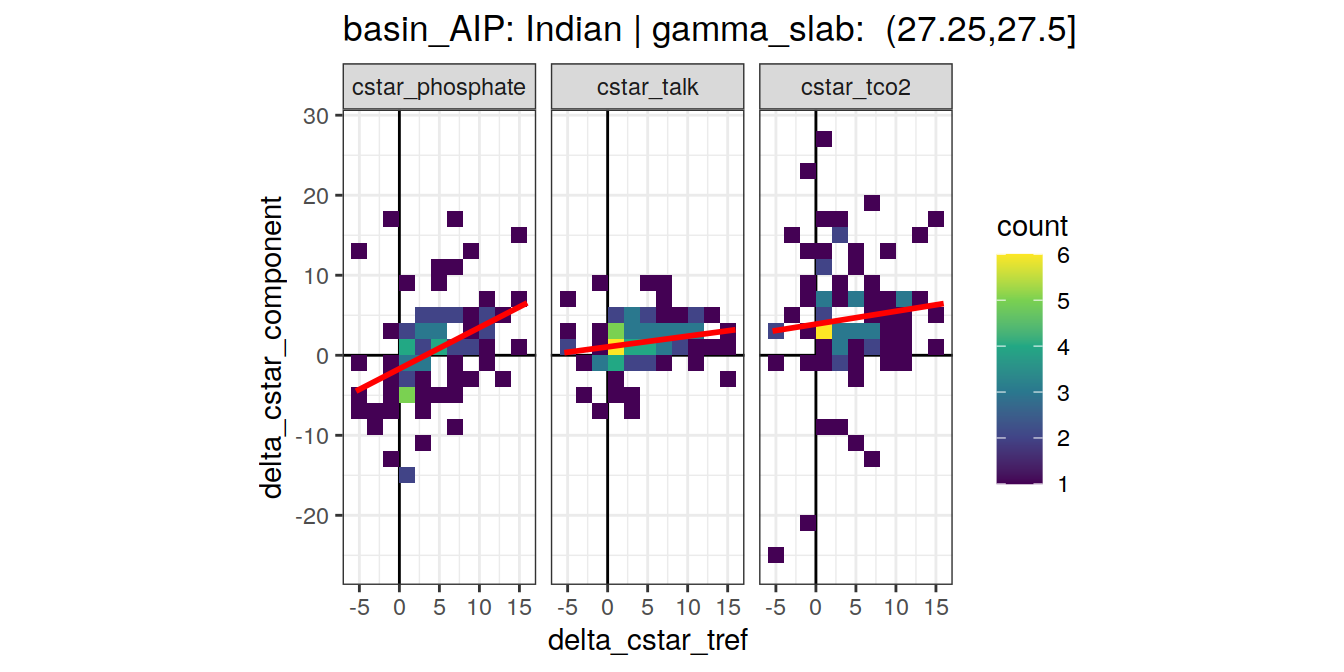 basin_AIP: Indian | gamma_slab:  (27.25,27.5]
cstar_phosphate
cstar_talk
cstar_tco2
30
20
10
0
-10
-20
delta_cstar_component
-5 0 5 10 15
-5 0 5 10 15
-5 0 5 10 15
delta_cstar_tref
count
6
5
4
3
2
1